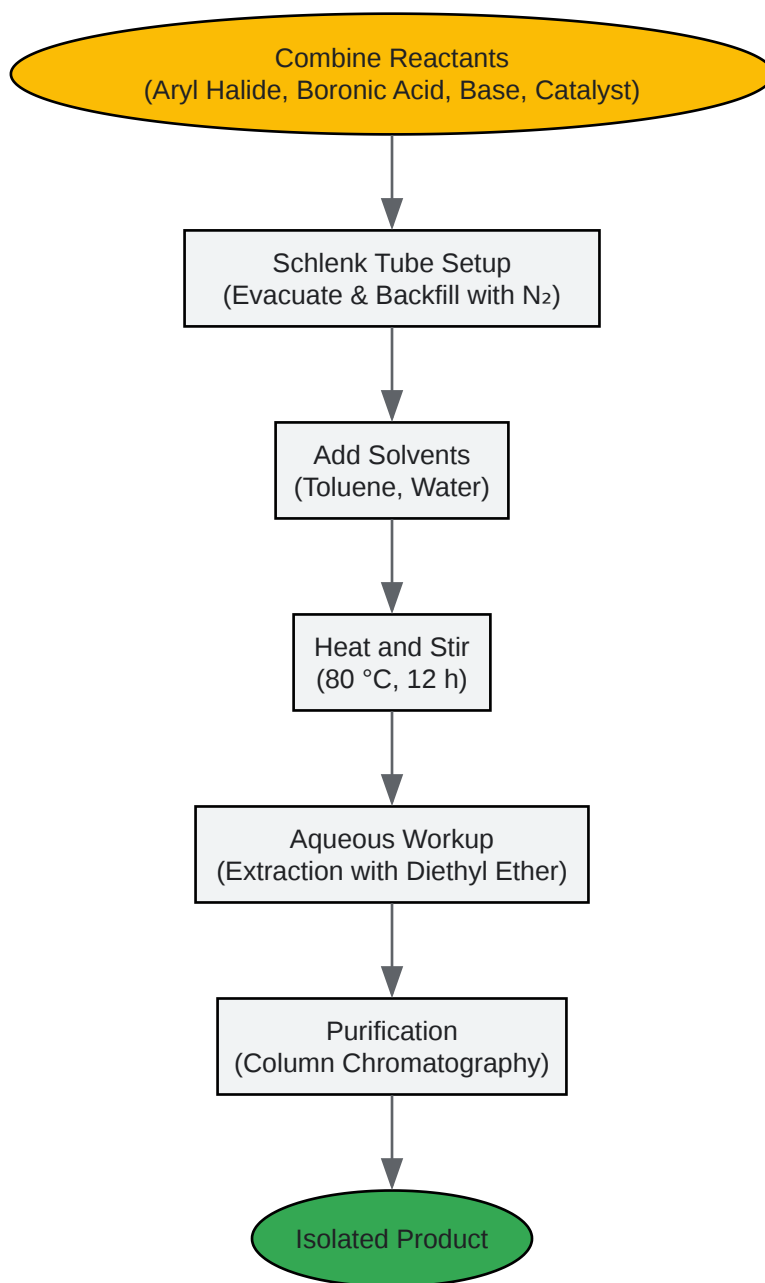 Combine Reactants
(Aryl Halide, Boronic Acid, Base, Catalyst)
Schlenk Tube Setup
(Evacuate & Backfill with N₂)
Add Solvents
(Toluene, Water)
Heat and Stir
(80 °C, 12 h)
Aqueous Workup
(Extraction with Diethyl Ether)
Purification
(Column Chromatography)
Isolated Product